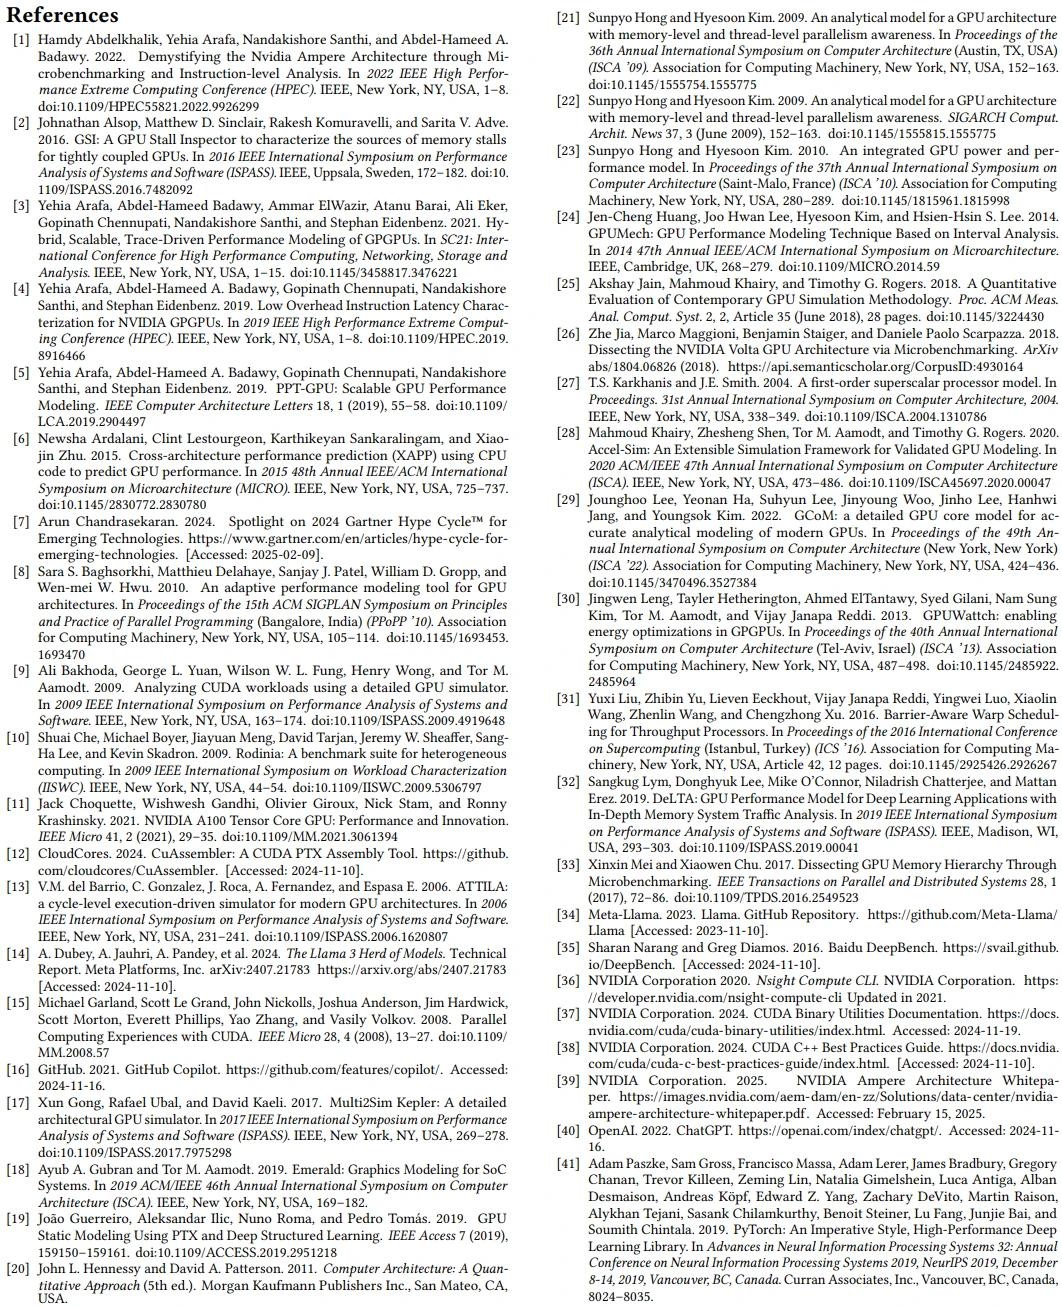 References
[1] Hamdy Abdelkhalik, Yehia Arafa, Nandakishore Santhi, and Abdel-Hameed A.
Badawy. 2022. Demystifying the Nvidia Ampere Architecture through Mi-
crobenchmarking and Instruction-level Analysis. In 2022 IEEE High Perfor-
mance Extreme Computing Conference (HPEC). IEEE, New York, NY, USA, 1–8.
doi:10.1109/HPEC55821.2022.9926299
[2] Johnathan Alsop, Matthew D. Sinclair, Rakesh Komuravelli, and Sarita V. Adve.
2016. GSI: A GPU Stall Inspector to characterize the sources of memory stalls
for tightly coupled GPUs. In 2016 IEEE International Symposium on Performance
Analysis of Systems and Software (ISPASS). IEEE, Uppsala, Sweden, 172–182. doi:10.
1109/ISPASS.2016.7482092
[3] Yehia Arafa, Abdel-Hameed Badawy, Ammar ElWazir, Atanu Barai, Ali Eker,
Gopinath Chennupati, Nandakishore Santhi, and Stephan Eidenbenz. 2021. Hy-
brid, Scalable, Trace-Driven Performance Modeling of GPGPUs. In SC21: Inter-
national Conference for High Performance Computing, Networking, Storage and
Analysis. IEEE, New York, NY, USA, 1–15. doi:10.1145/3458817.3476221
[4] Yehia Arafa, Abdel-Hameed A. Badawy, Gopinath Chennupati, Nandakishore
Santhi, and Stephan Eidenbenz. 2019. Low Overhead Instruction Latency Charac-
terization for NVIDIA GPGPUs. In 2019 IEEE High Performance Extreme Comput-
ing Conference (HPEC). IEEE, New York, NY, USA, 1–8. doi:10.1109/HPEC.2019.
8916466
[5] Yehia Arafa, Abdel-Hameed A. Badawy, Gopinath Chennupati, Nandakishore
Santhi, and Stephan Eidenbenz. 2019. PPT-GPU: Scalable GPU Performance
Modeling. IEEE Computer Architecture Letters 18, 1 (2019), 55–58. doi:10.1109/
LCA.2019.2904497
[6] Newsha Ardalani, Clint Lestourgeon, Karthikeyan Sankaralingam, and Xiao-
jin Zhu. 2015. Cross-architecture performance prediction (XAPP) using CPU
code to predict GPU performance. In 2015 48th Annual IEEE/ACM International
Symposium on Microarchitecture (MICRO). IEEE, New York, NY, USA, 725–737.
doi:10.1145/2830772.2830780
[7] Arun Chandrasekaran. 2024. Spotlight on 2024 Gartner Hype Cycle™ for
Emerging Technologies. https://www.gartner.com/en/articles/hype-cycle-for-
emerging-technologies. [Accessed: 2025-02-09].
[8] Sara S. Baghsorkhi, Matthieu Delahaye, Sanjay J. Patel, William D. Gropp, and
Wen-mei W. Hwu. 2010. An adaptive performance modeling tool for GPU
architectures. In Proceedings of the 15th ACM SIGPLAN Symposium on Principles
and Practice of Parallel Programming (Bangalore, India) (PPoPP '10). Association
for Computing Machinery, New York, NY, USA, 105–114. doi:10.1145/1693453.
1693470
[9] Ali Bakhoda, George L. Yuan, Wilson W. L. Fung, Henry Wong, and Tor M.
Aamodt. 2009. Analyzing CUDA workloads using a detailed GPU simulator.
In 2009 IEEE International Symposium on Performance Analysis of Systems and
Software. IEEE, New York, NY, USA, 163–174. doi:10.1109/ISPASS.2009.4919648
[10] Shuai Che, Michael Boyer, Jiayuan Meng, David Tarjan, Jeremy W. Sheaffer, Sang-
Ha Lee, and Kevin Skadron. 2009. Rodinia: A benchmark suite for heterogeneous
computing. In 2009 IEEE International Symposium on Workload Characterization
(IISWC). IEEE, New York, NY, USA, 44–54. doi:10.1109/IISWC.2009.5306797
[11] Jack Choquette, Wishwesh Gandhi, Olivier Giroux, Nick Stam, and Ronny
Krashinsky. 2021. NVIDIA A100 Tensor Core GPU: Performance and Innovation.
IEEE Micro 41, 2 (2021), 29–35. doi:10.1109/MM.2021.3061394
[12] CloudCores. 2024. CuAssembler: A CUDA PTX Assembly Tool. https://github.
com/cloudcores/CuAssembler. [Accessed: 2024-11-10].
[13] V.M. del Barrio, C. Gonzalez, J. Roca, A. Fernandez, and Espasa E. 2006. ATTILA:
a cycle-level execution-driven simulator for modern GPU architectures. In 2006
IEEE International Symposium on Performance Analysis of Systems and Software.
IEEE, New York, NY, USA, 231–241. doi:10.1109/ISPASS.2006.1620807
[14] A. Dubey, A. Jauhri, A. Pandey, et al. 2024. The Llama 3 Herd of Models. Technical
Report. Meta Platforms, Inc. arXiv:2407.21783 https://arxiv.org/abs/2407.21783
[Accessed: 2024-11-10].
[15] Michael Garland, Scott Le Grand, John Nickolls, Joshua Anderson, Jim Hardwick,
Scott Morton, Everett Phillips, Yao Zhang, and Vasily Volkov. 2008. Parallel
Computing Experiences with CUDA. IEEE Micro 28, 4 (2008), 13–27. doi:10.1109/
MM.2008.57
[16] GitHub. 2021. GitHub Copilot. https://github.com/features/copilot/. Accessed:
2024-11-16.
[17] Xun Gong, Rafael Ubal, and David Kaeli. 2017. Multi2Sim Kepler: A detailed
architectural GPU simulator. In 2017 IEEE International Symposium on Performance
Analysis of Systems and Software (ISPASS). IEEE, New York, NY, USA, 269–278.
doi:10.1109/ISPASS.2017.7975298
[18] Ayub A. Gubran and Tor M. Aamodt. 2019. Emerald: Graphics Modeling for SoC
Systems. In 2019 ACM/IEEE 46th Annual International Symposium on Computer
Architecture (ISCA). IEEE, New York, NY, USA, 169–182.
[19] João Guerreiro, Aleksandar Ilic, Nuno Roma, and Pedro Tomás. 2019. GPU
Static Modeling Using PTX and Deep Structured Learning. IEEE Access 7 (2019),
159150–159161. doi:10.1109/ACCESS.2019.2951218
[20] John L. Hennessy and David A. Patterson. 2011. Computer Architecture: A Quan-
titative Approach (5th ed.). Morgan Kaufmann Publishers Inc., San Mateo, CA,
USA.
[21] Sunpyo Hong and Hyesoon Kim. 2009. An analytical model for a GPU architecture
with memory-level and thread-level parallelism awareness. In Proceedings of the
36th Annual International Symposium on Computer Architecture (Austin, TX, USA)
(ISCA '09). Association for Computing Machinery, New York, NY, USA, 152–163.
doi:10.1145/1555754.1555775
[22] Sunpyo Hong and Hyesoon Kim. 2009. An analytical model for a GPU architecture
with memory-level and thread-level parallelism awareness. SIGARCH Comput.
Archit. News 37, 3 (June 2009), 152–163. doi:10.1145/1555815.1555775
[23] Sunpyo Hong and Hyesoon Kim. 2010. An integrated GPU power and per-
formance model. In Proceedings of the 37th Annual International Symposium on
Computer Architecture (Saint-Malo, France) (ISCA '10). Association for Computing
Machinery, New York, NY, USA, 280–289. doi:10.1145/1815961.1815998
[24] Jen-Cheng Huang, Joo Hwan Lee, Hyesoon Kim, and Hsien-Hsin S. Lee. 2014.
GPUMech: GPU Performance Modeling Technique Based on Interval Analysis.
In 2014 47th Annual IEEE/ACM International Symposium on Microarchitecture.
IEEE, Cambridge, UK, 268–279. doi:10.1109/MICRO.2014.59
[25] Akshay Jain, Mahmoud Khairy, and Timothy G. Rogers. 2018. A Quantitative
Evaluation of Contemporary GPU Simulation Methodology. Proc. ACM Meas.
Anal. Comput. Syst. 2, 2, Article 35 (June 2018), 28 pages. doi:10.1145/3224430
[26] Zhe Jia, Marco Maggioni, Benjamin Staiger, and Daniele Paolo Scarpazza. 2018.
Dissecting the NVIDIA Volta GPU Architecture via Microbenchmarking. ArXiv
abs/1804.06826 (2018). https://api.semanticscholar.org/CorpusID:4930164
[27] T.S. Karkhanis and J.E. Smith. 2004. A first-order superscalar processor model. In
Proceedings. 31st Annual International Symposium on Computer Architecture, 2004.
IEEE, New York, NY, USA, 338–349. doi:10.1109/ISCA.2004.1310786
[28] Mahmoud Khairy, Zhesheng Shen, Tor M. Aamodt, and Timothy G. Rogers. 2020.
Accel-Sim: An Extensible Simulation Framework for Validated GPU Modeling. In
2020 ACM/IEEE 47th Annual International Symposium on Computer Architecture
(ISCA). IEEE, New York, NY, USA, 473–486. doi:10.1109/ISCA45697.2020.00047
[29] Jounghoo Lee, Yeonan Ha, Suhyun Lee, Jinyoung Woo, Jinho Lee, Hanhwi
Jang, and Youngsok Kim. 2022. GCoM: a detailed GPU core model for ac-
curate analytical modeling of modern GPUs. In Proceedings of the 49th An-
nual International Symposium on Computer Architecture (New York, New York)
(ISCA '22). Association for Computing Machinery, New York, NY, USA, 424–436.
doi:10.1145/3470496.3527384
[30] Jingwen Leng, Tayler Hetherington, Ahmed ElTantawy, Syed Gilani, Nam Sung
Kim, Tor M. Aamodt, and Vijay Janapa Reddi. 2013. GPUWattch: enabling
energy optimizations in GPGPUs. In Proceedings of the 40th Annual International
Symposium on Computer Architecture (Tel-Aviv, Israel) (ISCA '13). Association
for Computing Machinery, New York, NY, USA, 487–498. doi:10.1145/2485922.
2485964
[31] Yuxi Liu, Zhibin Yu, Lieven Eeckhout, Vijay Janapa Reddi, Yingwei Luo, Xiaolin
Wang, Zhenlin Wang, and Chengzhong Xu. 2016. Barrier-Aware Warp Schedul-
ing for Throughput Processors. In Proceedings of the 2016 International Conference
on Supercomputing (Istanbul, Turkey) (ICS '16). Association for Computing Ma-
chinery, New York, NY, USA, Article 42, 12 pages. doi:10.1145/2925426.2926267
[32] Sangkug Lym, Donghyuk Lee, Mike O'Connor, Niladrish Chatterjee, and Mattan
Erez. 2019. DeLTA: GPU Performance Model for Deep Learning Applications with
In-Depth Memory System Traffic Analysis. In 2019 IEEE International Symposium
on Performance Analysis of Systems and Software (ISPASS). IEEE, Madison, WI,
USA, 293–303. doi:10.1109/ISPASS.2019.00041
[33] Xinxin Mei and Xiaowen Chu. 2017. Dissecting GPU Memory Hierarchy Through
Microbenchmarking. IEEE Transactions on Parallel and Distributed Systems 28, 1
(2017), 72–86. doi:10.1109/TPDS.2016.2549523
[34] Meta-Llama. 2023. Llama. GitHub Repository. https://github.com/Meta-Llama/
Llama [Accessed: 2023-11-10].
[35] Sharan Narang and Greg Diamos. 2016. Baidu DeepBench. https://svail.github.
io/DeepBench. [Accessed: 2024-11-10].
[36] NVIDIA Corporation 2020. Nsight Compute CLI. NVIDIA Corporation. https:
//developer.nvidia.com/nsight-compute-cli Updated in 2021.
[37] NVIDIA Corporation. 2024. CUDA Binary Utilities Documentation. https://docs.
nvidia.com/cuda/cuda-binary-utilities/index.html. Accessed: 2024-11-19.
[38] NVIDIA Corporation. 2024. CUDA C++ Best Practices Guide. https://docs.nvidia.
com/cuda/cuda-c-best-practices-guide/index.html. [Accessed: 2024-11-10].
[39] NVIDIA Corporation. 2025. NVIDIA Ampere Architecture Whitepa-
per. https://images.nvidia.com/aem-dam/en-zz/Solutions/data-center/nvidia-
ampere-architecture-whitepaper.pdf. Accessed: February 15, 2025.
[40] OpenAI. 2022. ChatGPT. https://openai.com/index/chatgpt/. Accessed: 2024-11-
16.
[41] Adam Paszke, Sam Gross, Francisco Massa, Adam Lerer, James Bradbury, Gregory
Chanan, Trevor Killeen, Zeming Lin, Natalia Gimelshein, Luca Antiga, Alban
Desmaison, Andreas Köpf, Edward Z. Yang, Zachary DeVito, Martin Raison,
Alykhan Tejani, Sasank Chilamkurthy, Benoit Steiner, Lu Fang, Junjie Bai, and
Soumith Chintala. 2019. PyTorch: An Imperative Style, High-Performance Deep
Learning Library. In Advances in Neural Information Processing Systems 32: Annual
Conference on Neural Information Processing Systems 2019, NeurIPS 2019, December
8-14, 2019, Vancouver, BC, Canada. Curran Associates, Inc., Vancouver, BC, Canada,
8024–8035.